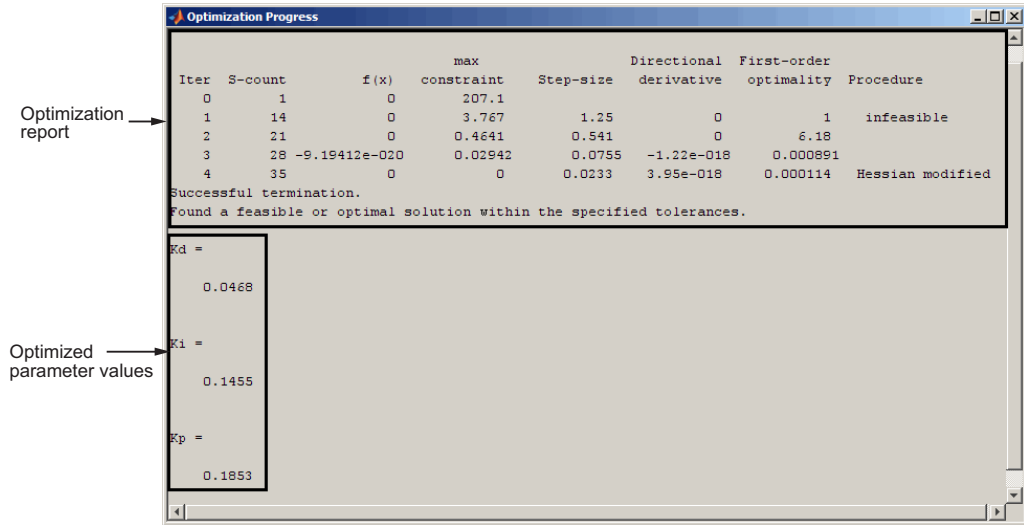 Optimization Progress
max Directional First-order
Iter S-count f(x) constraint Step-size derivative optimality Procedure
0 1 0 207.1
1 14 0 3.767 1.25 0 1 infeasible
2 21 0 0.4641 0.541 0 6.18
3 28 -9.19412e-020 0.02942 0.0755 -1.22e-018 0.000891
4 35 0 0 0.0233 3.95e-018 0.000114 Hessian modified
Successful termination.
Found a feasible or optimal solution within the specified tolerances.
Optimization
report
Kd =
0.0468
Ki =
0.1455
Kp =
0.1853
Optimized
parameter values